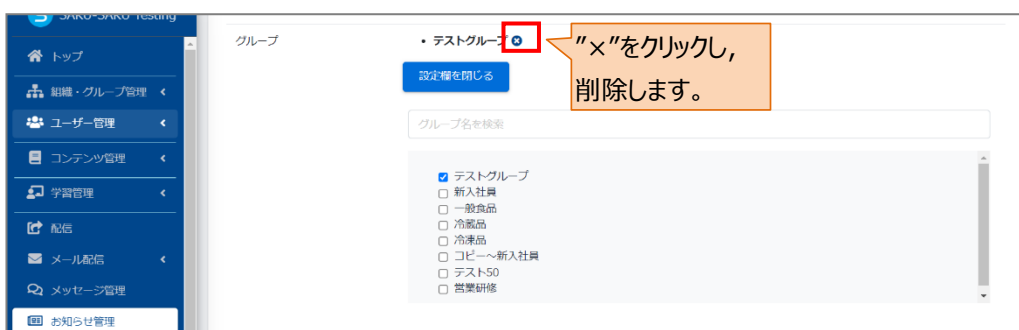 SAKU-SAKU Testing
トップ
組織・グループ管理
ユーザー管理
コンテンツ管理
学習管理
配信
メール配信
メッセージ管理
お知らせ管理
グループ
・ テストグループ
設定欄を閉じる
グループ名を検索
テストグループ
新入社員
一般食品
冷蔵品
冷凍品
コピー～新入社員
テスト50
営業研修
”×”をクリックし,
削除します。